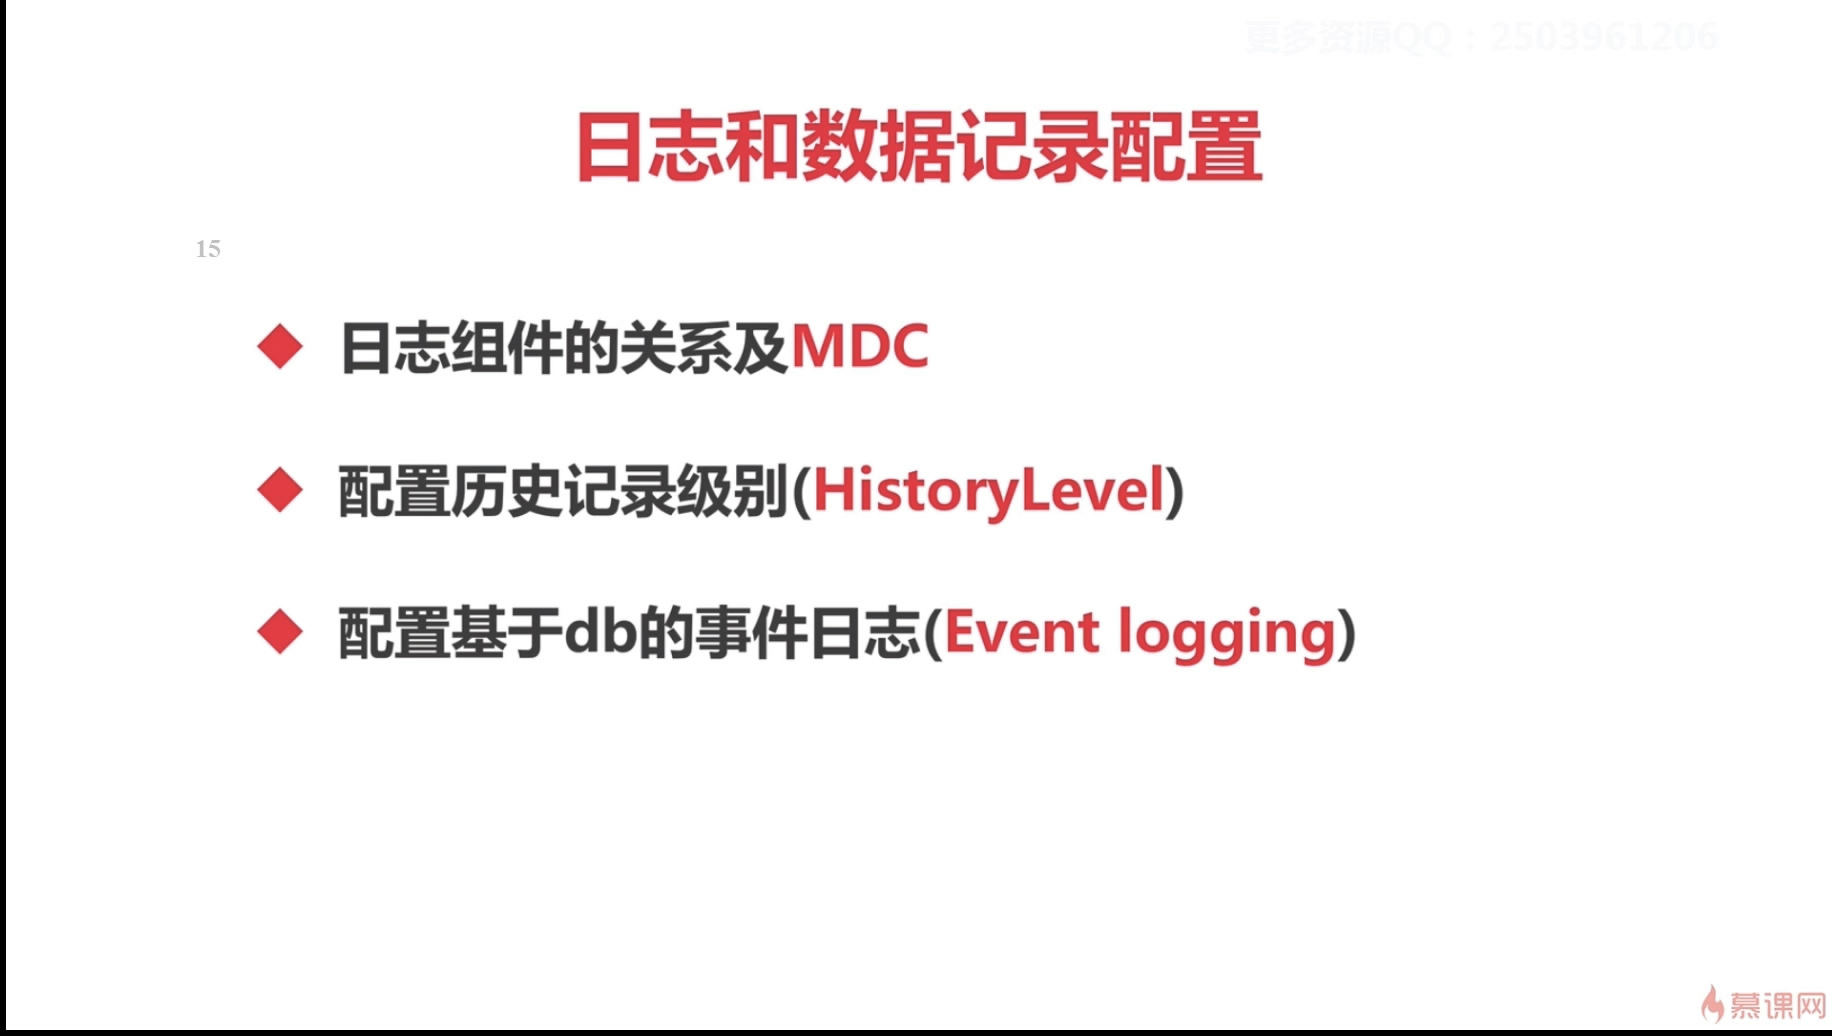 更多资源QQ：2503961206
日志和数据记录配置
15
日志组件的关系及MDC
配置历史记录级别(HistoryLevel)
配置基于db的事件日志(Event logging)
慕课网